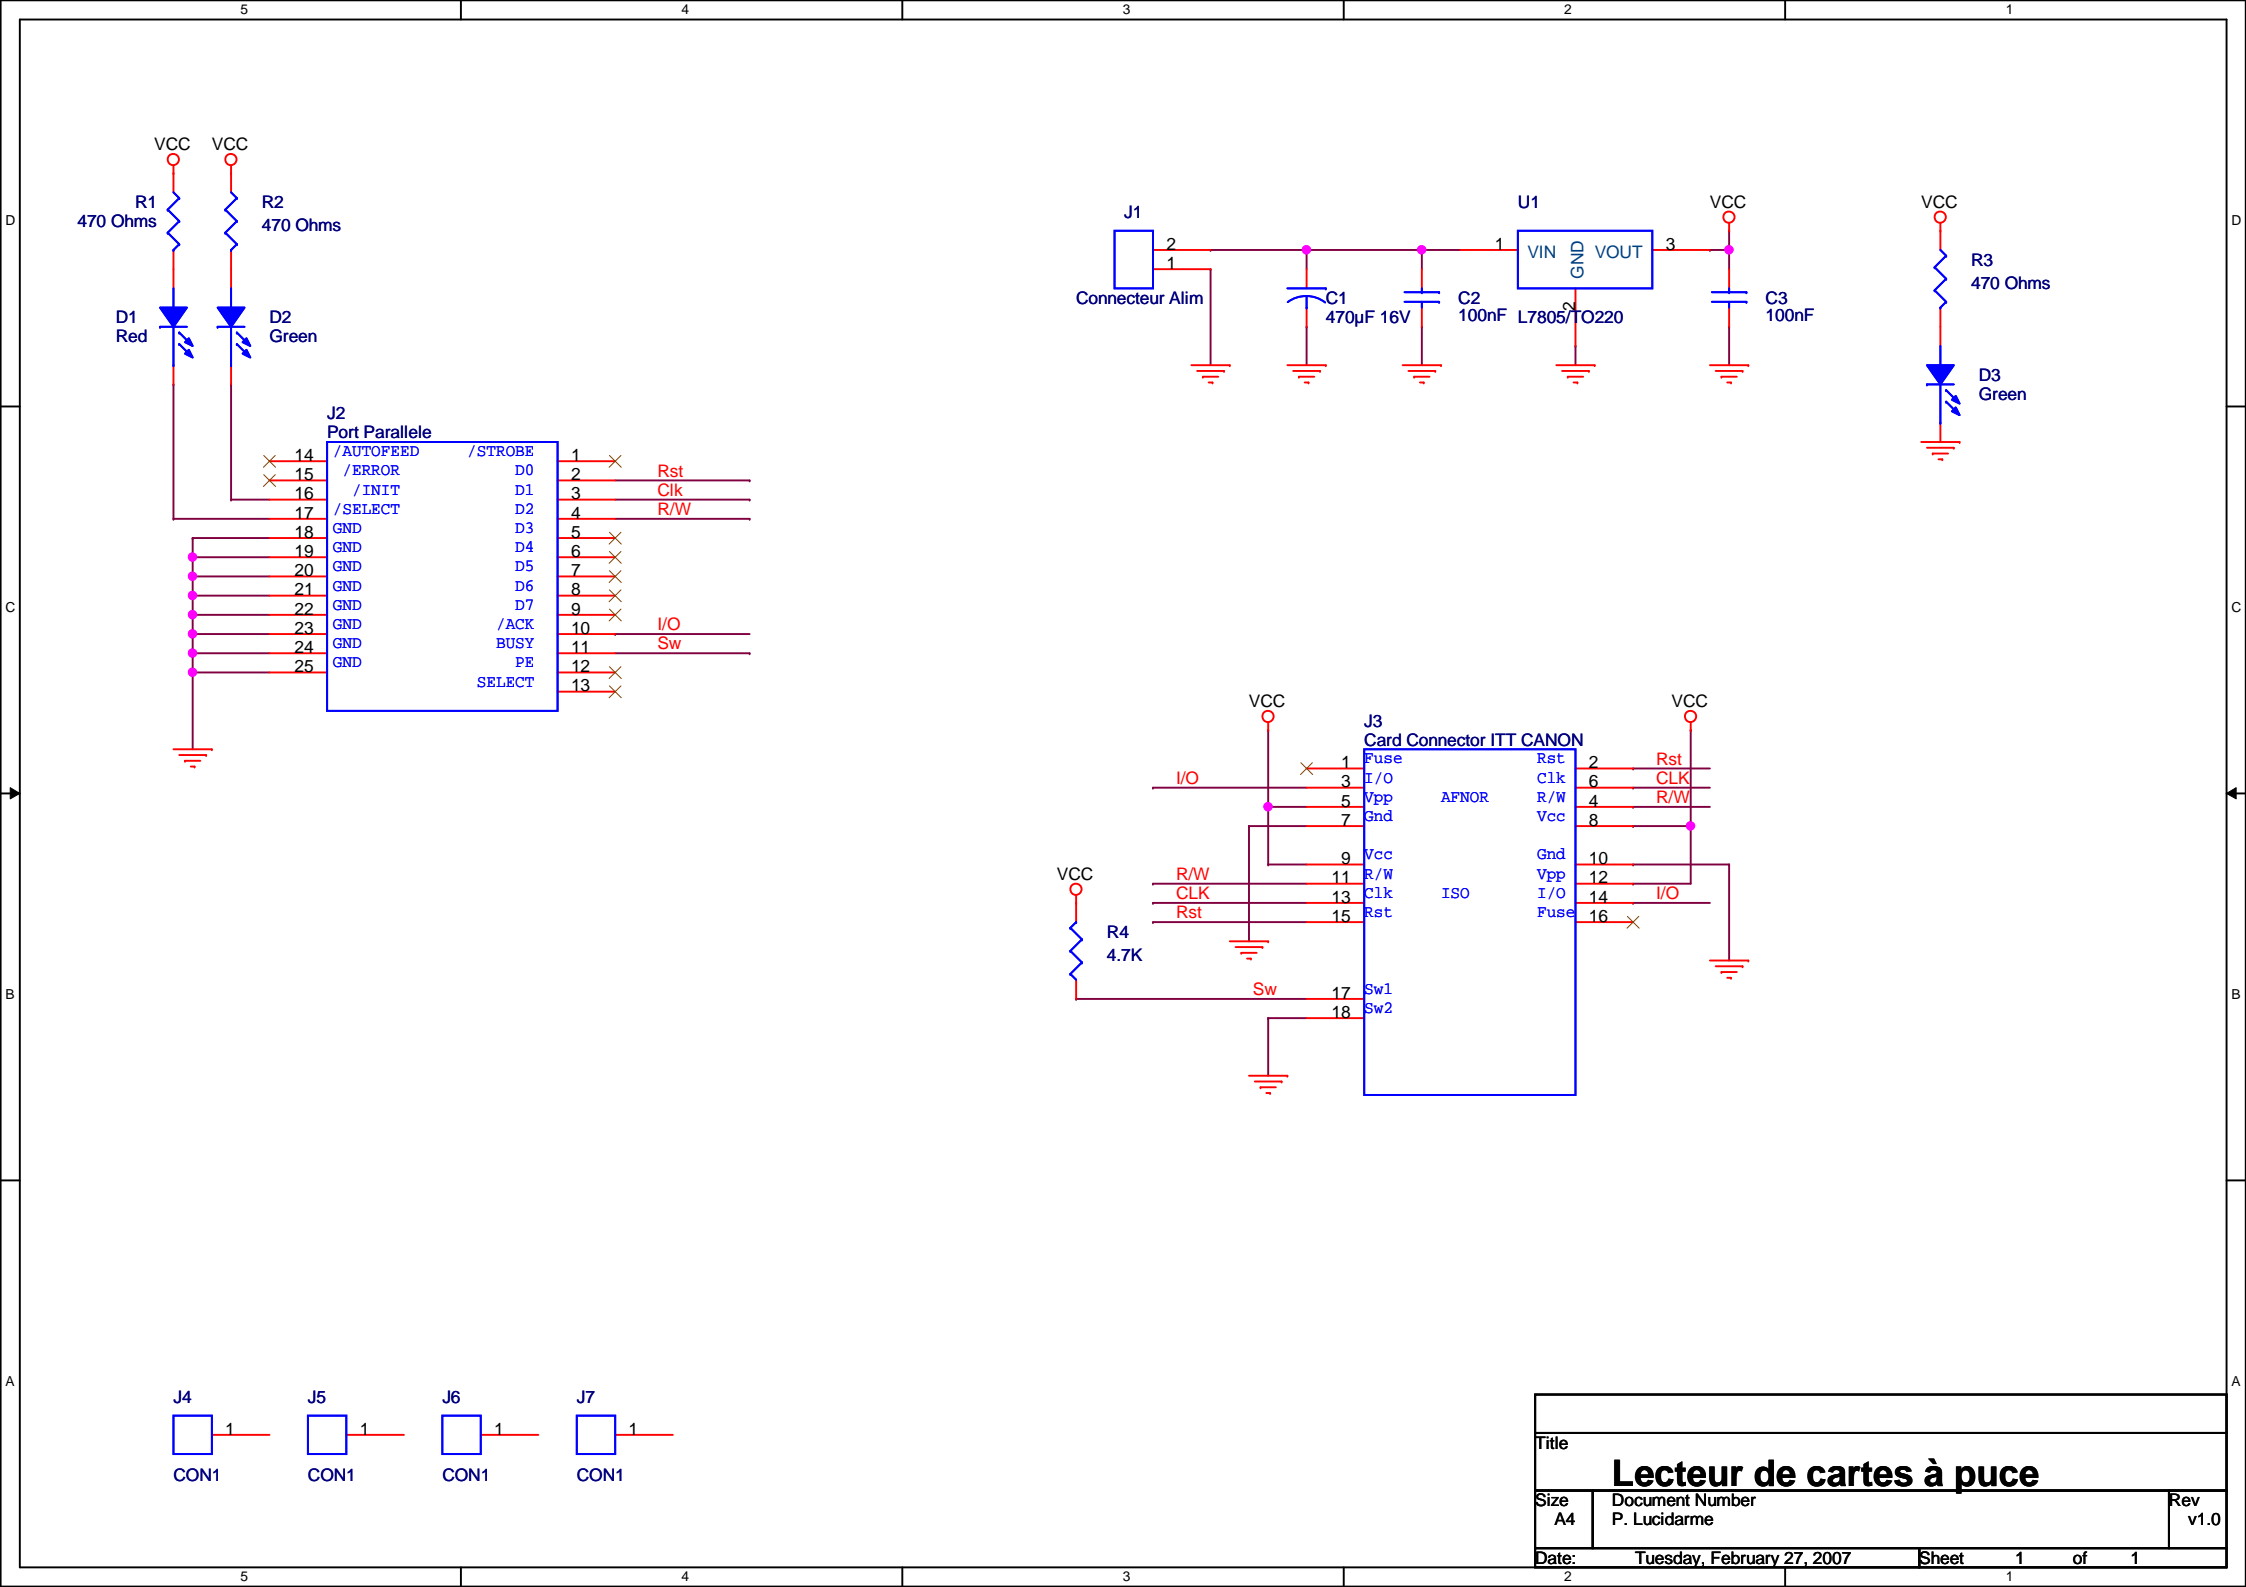 5 4 3 2 1
D D
C C
B B
A A
VCC VCC
R1
470 Ohms
R2
470 Ohms
D1
Red
D2
Green
J2
Port Parallele
14 /AUTOFEED /STROBE 1
15 /ERROR D0 2 Rst
16 /INIT D1 3 Clk
17 /SELECT D2 4 R/W
18 GND D3 5
19 GND D4 6
20 GND D5 7
21 GND D6 8
22 GND D7 9
23 GND /ACK 10 I/O
24 GND BUSY 11 Sw
25 GND PE 12
SELECT 13
J1
2
1
Connecteur Alim
C1
470µF 16V
C2
100nF
U1
1 VIN GND VOUT 3
2
L7805/TO220
VCC
C3
100nF
VCC
R3
470 Ohms
D3
Green
VCC VCC
J3
Card Connector ITT CANON
1 Fuse Rst 2 Rst
I/O 3 I/O Clk 6 CLK
5 Vpp AFNOR R/W 4 R/W
7 Gnd Vcc 8
9 Vcc Gnd 10
R/W 11 R/W Vpp 12
CLK 13 Clk ISO I/O 14 I/O
Rst 15 Rst Fuse 16
VCC
R4
4.7K
Sw 17 Sw1
18 Sw2
J4 J5 J6 J7
1 1 1 1
CON1 CON1 CON1 CON1
Title
Lecteur de cartes à puce
Size Document Number Rev
A4 P. Lucidarme v1.0
Date: Tuesday, February 27, 2007 Sheet 1 of 1
5 4 3 2 1